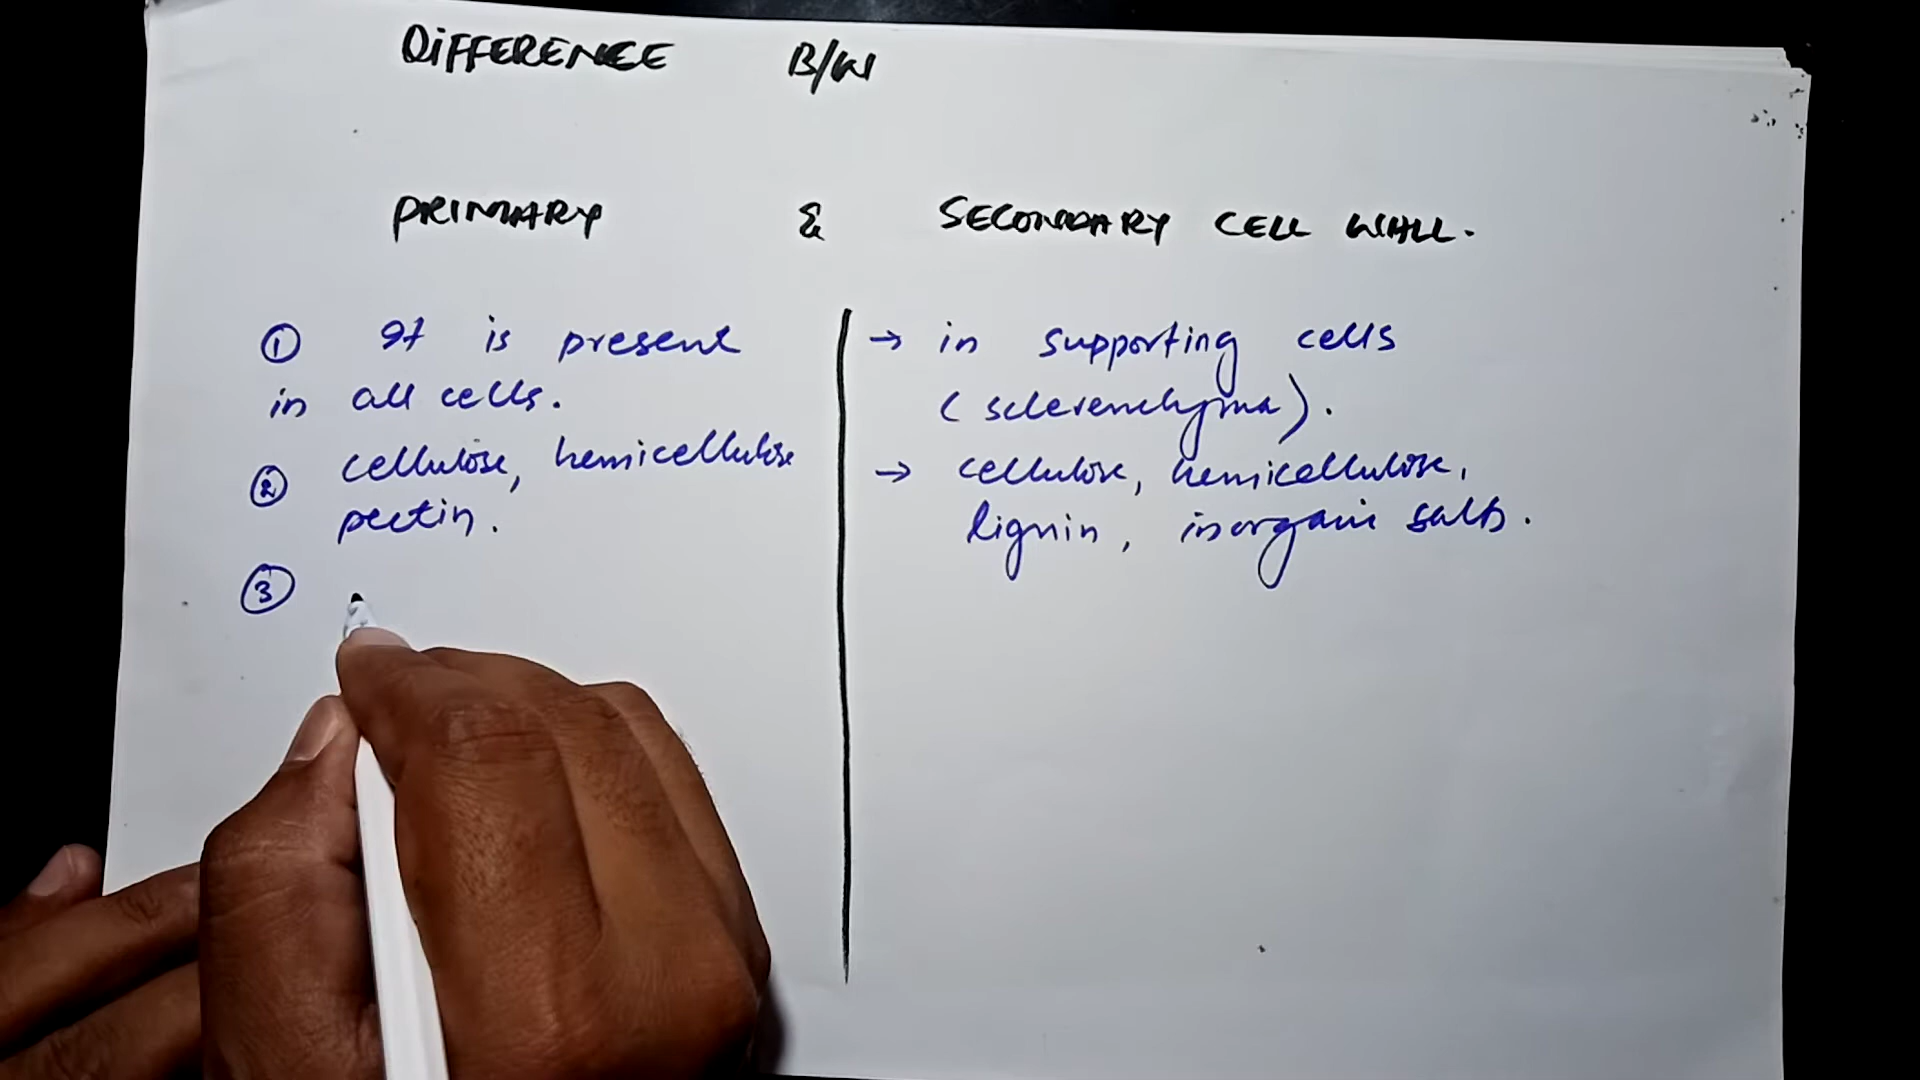 DIFFERENCE B/W
PRIMARY & SECONDARY CELL WALL.
① It is present
in all cells.
② cellulose, hemicellulose
pectin.
③
→ in supporting cells
(sclerenchyma).
→ cellulose, hemicellulose,
lignin, inorganic salts.